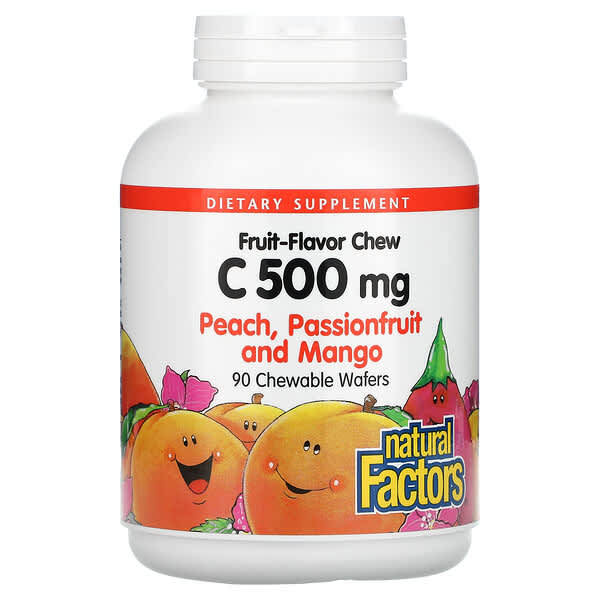 DIETARY SUPPLEMENT
Fruit-Flavor Chew
C 500 mg
Peach, Passionfruit
and Mango
90 Chewable Wafers
natural
Factors